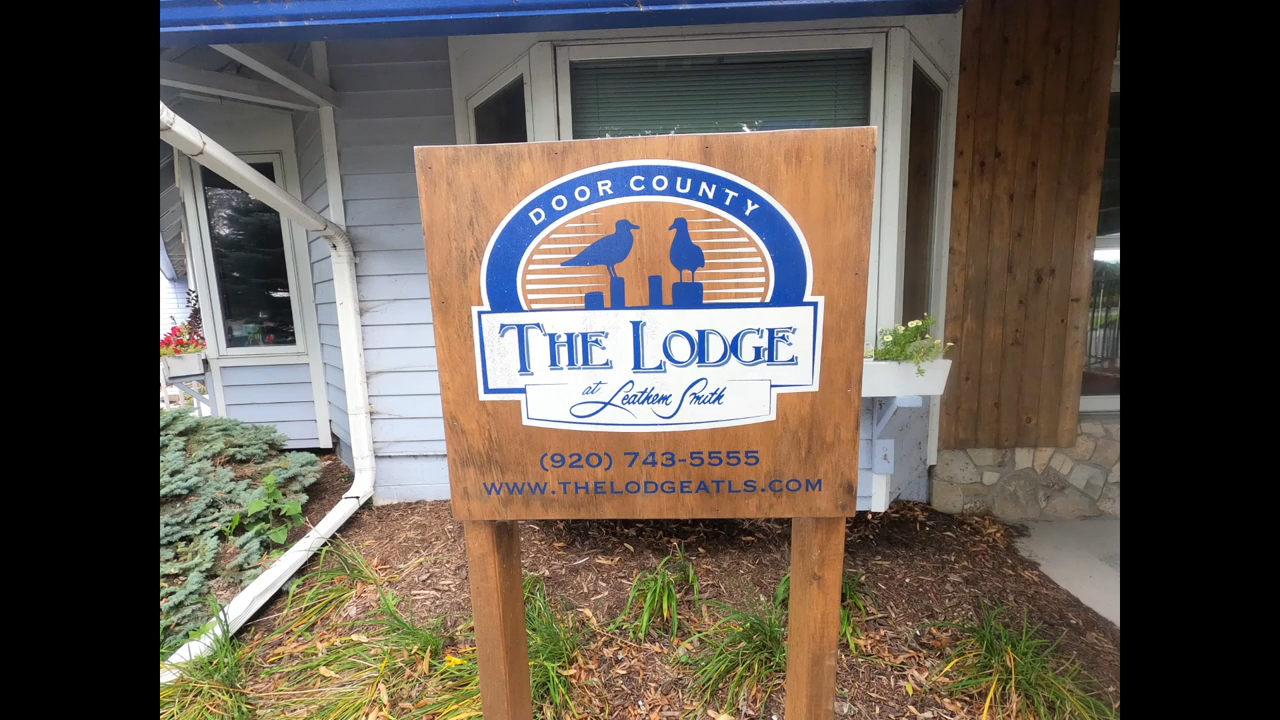 DOOR COUNTY
THE LODGE
at Leathem Smith
(920) 743-5555
WWW.THELODGEATLS.COM